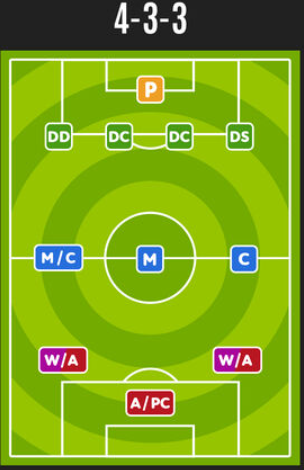 4-3-3
P
DD DC DC DS
M/C M C
W/A W/A
A/PC